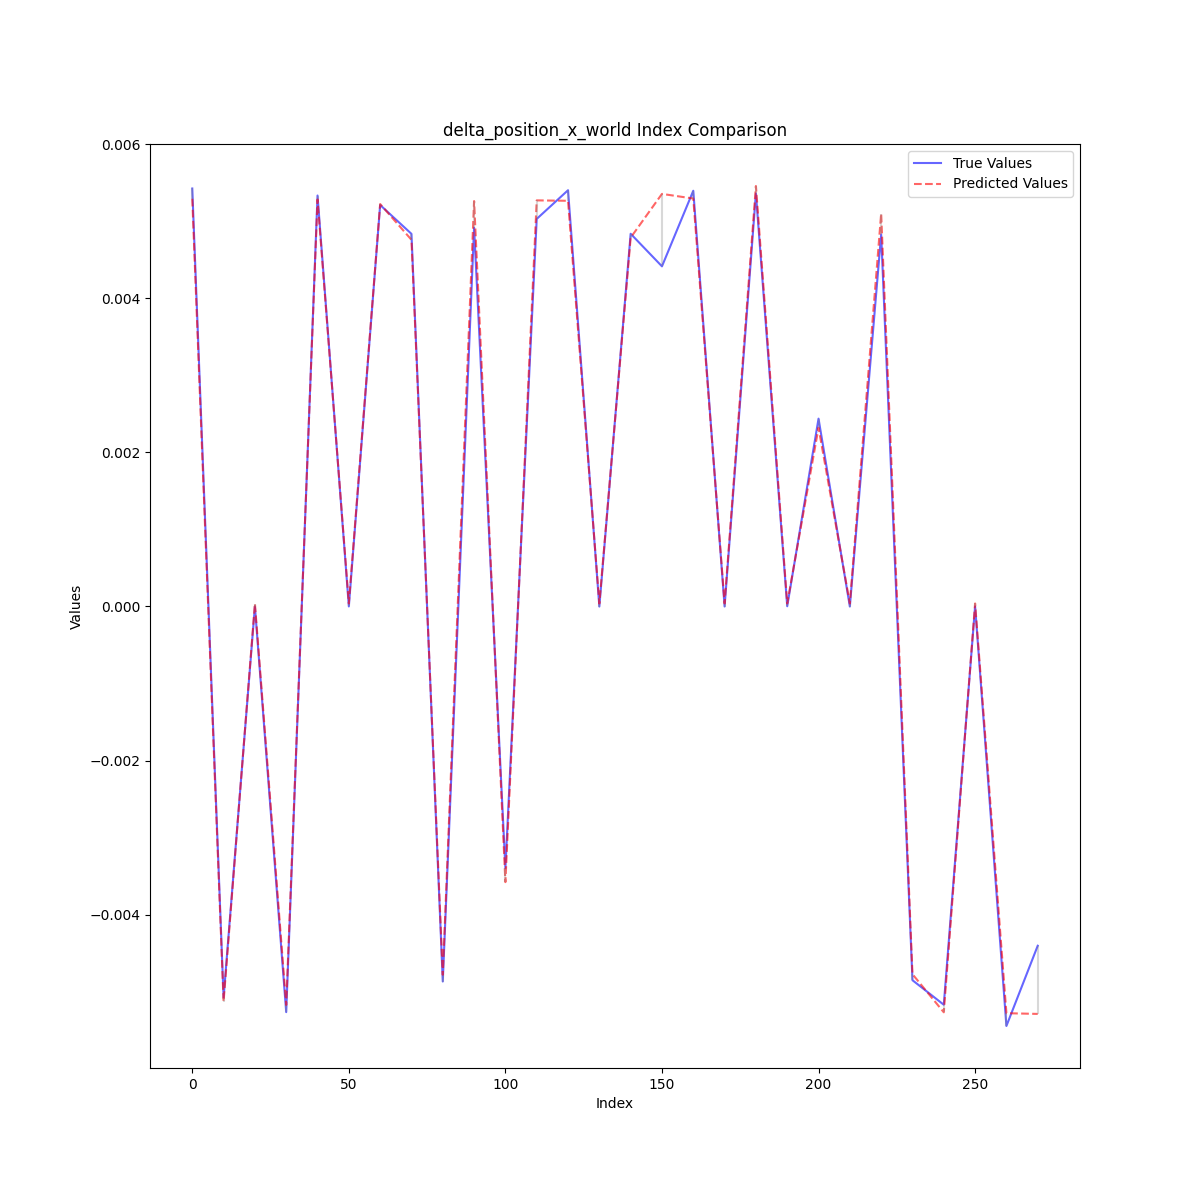 delta_position_x_world Index Comparison
True Values
Predicted Values
0.006
0.004
0.002
0.000
−0.002
−0.004
Values
0 50 100 150 200 250
Index